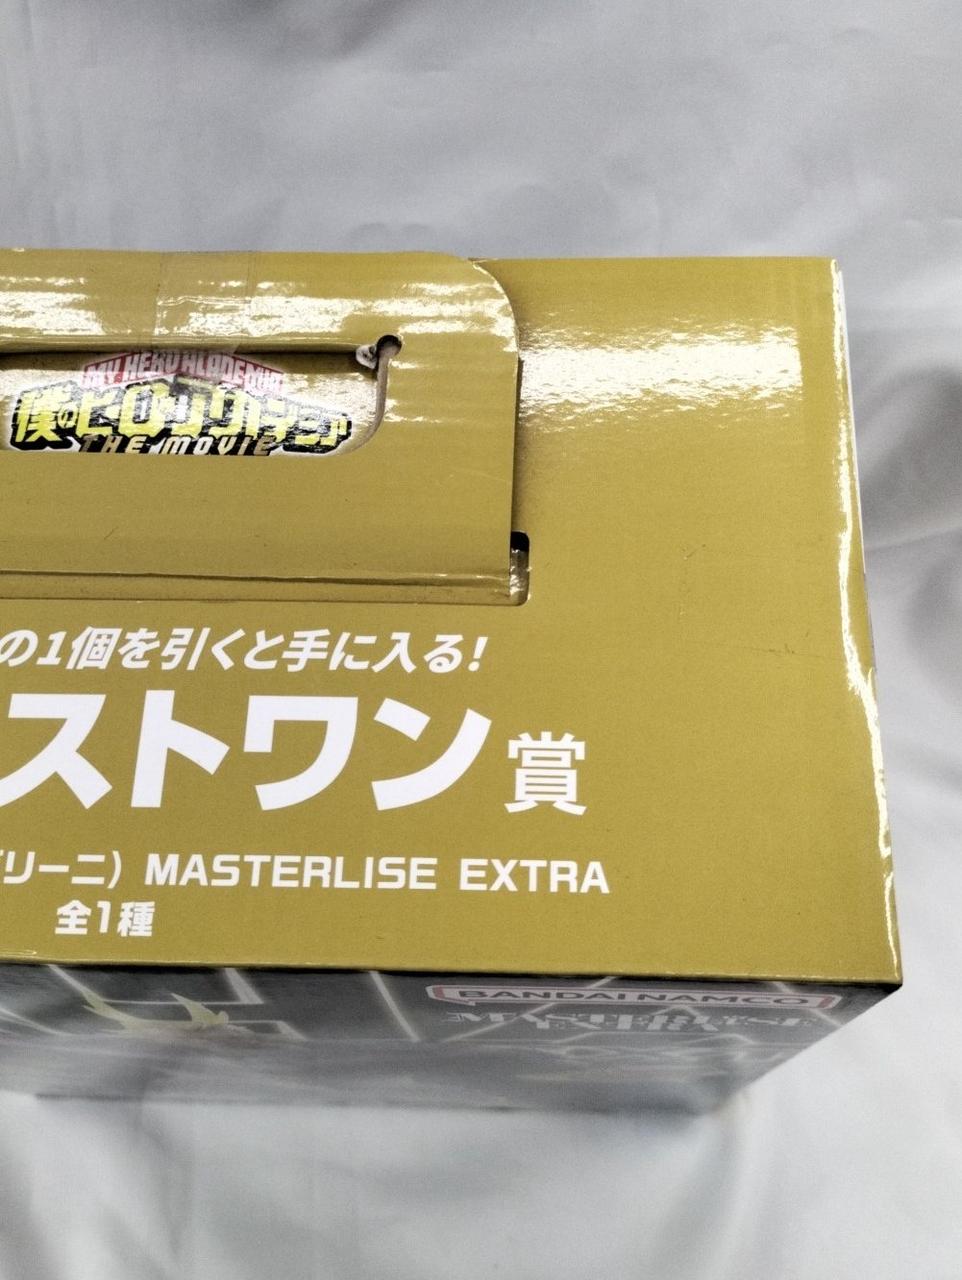 MY HERO ACADEMIA
僕のヒーローアカデミア
THE MOVIE
の1個を引くと手に入る!
ストワン賞
リーニ) MASTERLISE EXTRA
全1種
BANDAI NAMCO
MASTERLISE
EXTRA